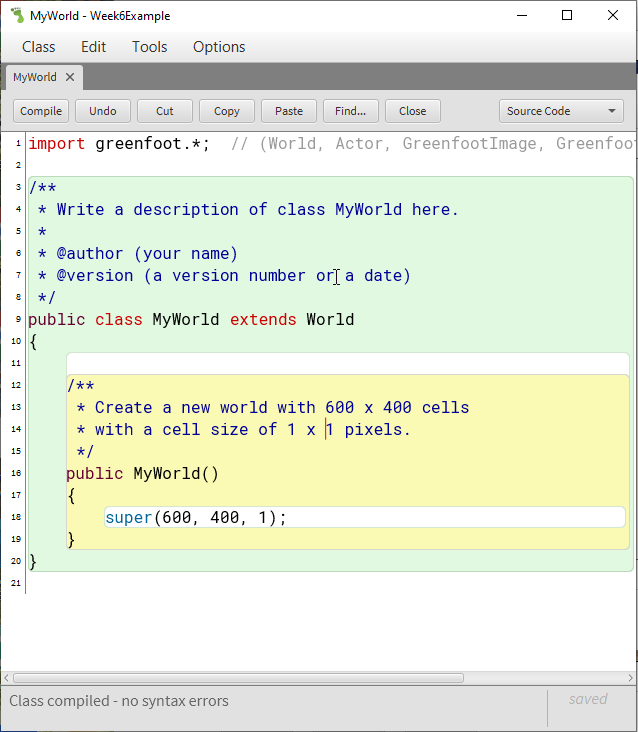 MyWorld - Week6Example
Class Edit Tools Options
MyWorld
Compile Undo Cut Copy Paste Find... Close Source Code
1 import greenfoot.*;  // (World, Actor, GreenfootImage, Greenfoo
2
3 /**
4  * Write a description of class MyWorld here.
5  *
6  * @author (your name)
7  * @version (a version number or a date)
8  */
9 public class MyWorld extends World
10 {
11
12     /**
13      * Create a new world with 600 x 400 cells
14      * with a cell size of 1 x 1 pixels.
15      */
16     public MyWorld()
17     {
18         super(600, 400, 1);
19     }
20 }
21
Class compiled - no syntax errors
saved